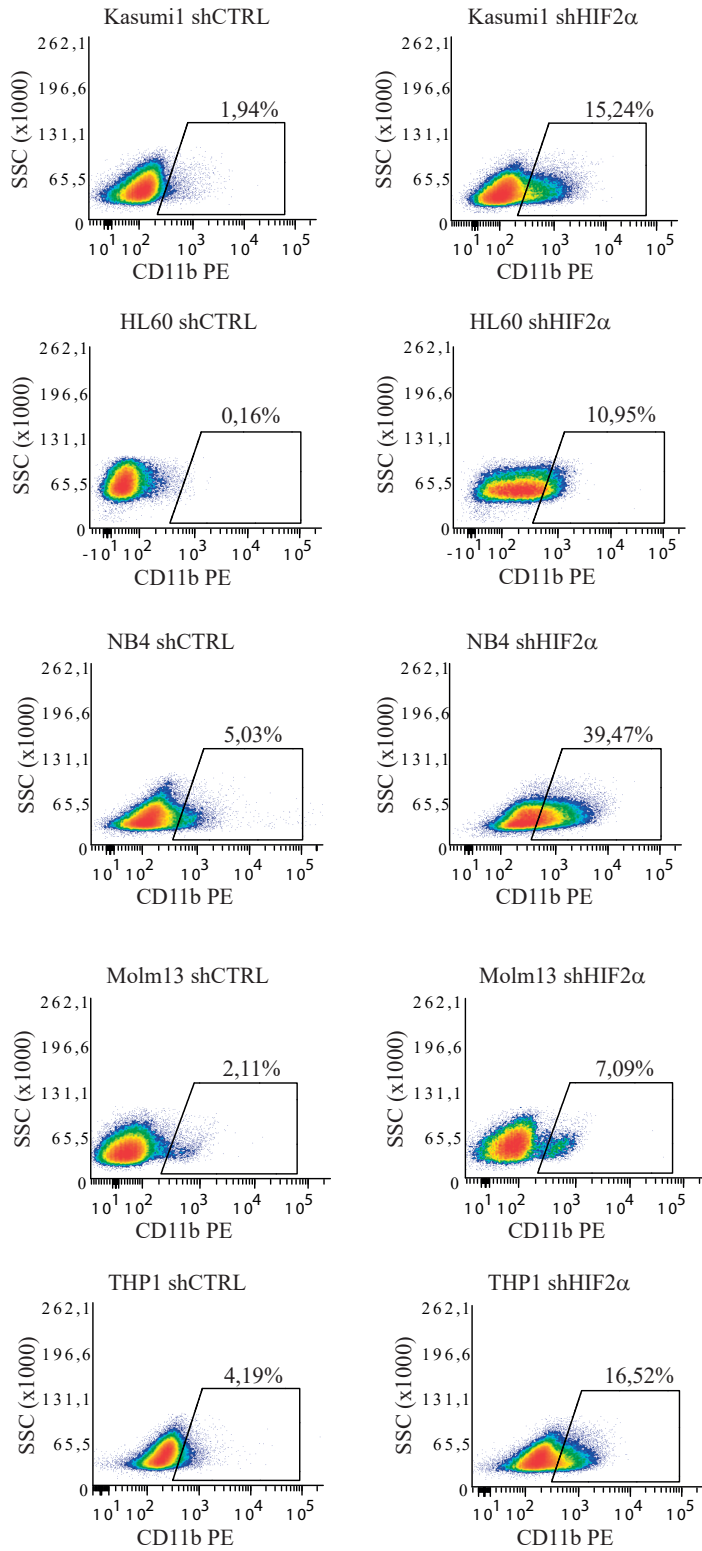 Kasumi1 shCTRL
262,1
196,6
131,1
65,5
0
SSC (x1000)
1,94%
10¹ 10² 10³ 10⁴ 10⁵
CD11b PE
Kasumi1 shHIF2α
262,1
196,6
131,1
65,5
0
SSC (x1000)
15,24%
10¹ 10² 10³ 10⁴ 10⁵
CD11b PE
HL60 shCTRL
262,1
196,6
131,1
65,5
0
SSC (x1000)
0,16%
-10¹ 10² 10³ 10⁴ 10⁵
CD11b PE
HL60 shHIF2α
262,1
196,6
131,1
65,5
0
SSC (x1000)
10,95%
-10¹ 10² 10³ 10⁴ 10⁵
CD11b PE
NB4 shCTRL
262,1
196,6
131,1
65,5
0
SSC (x1000)
5,03%
10¹ 10² 10³ 10⁴ 10⁵
CD11b PE
NB4 shHIF2α
262,1
196,6
131,1
65,5
0
SSC (x1000)
39,47%
10¹ 10² 10³ 10⁴ 10⁵
CD11b PE
Molm13 shCTRL
262,1
196,6
131,1
65,5
0
SSC (x1000)
2,11%
10¹ 10² 10³ 10⁴ 10⁵
CD11b PE
Molm13 shHIF2α
262,1
196,6
131,1
65,5
0
SSC (x1000)
7,09%
10¹ 10² 10³ 10⁴ 10⁵
CD11b PE
THP1 shCTRL
262,1
196,6
131,1
65,5
0
SSC (x1000)
4,19%
10¹ 10² 10³ 10⁴ 10⁵
CD11b PE
THP1 shHIF2α
262,1
196,6
131,1
65,5
0
SSC (x1000)
16,52%
10¹ 10² 10³ 10⁴ 10⁵
CD11b PE